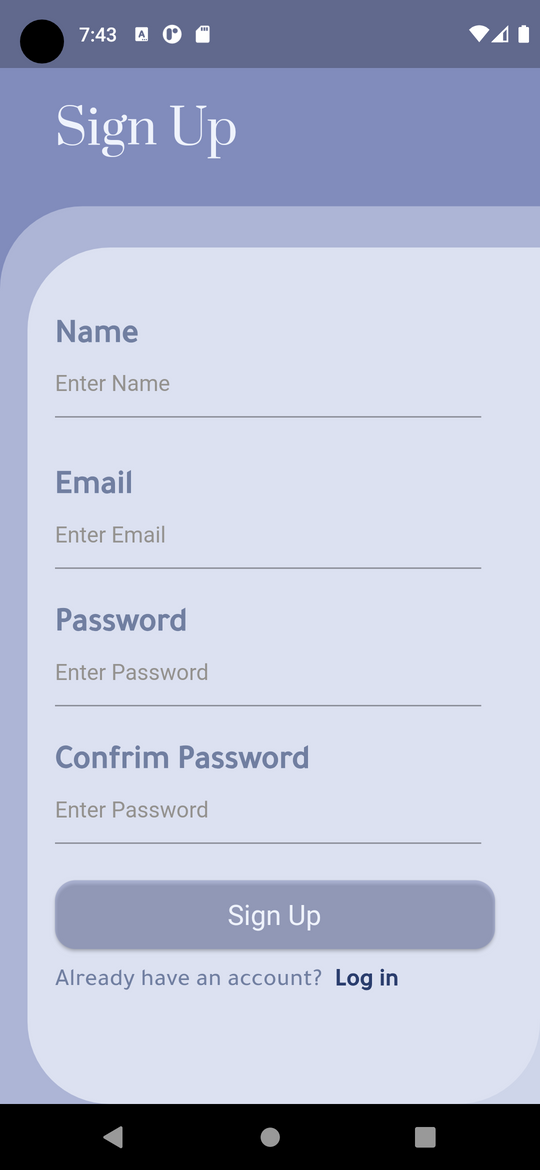 7:43
Sign Up
Name
Enter Name
Email
Enter Email
Password
Enter Password
Confrim Password
Enter Password
Sign Up
Already have an account? Log in